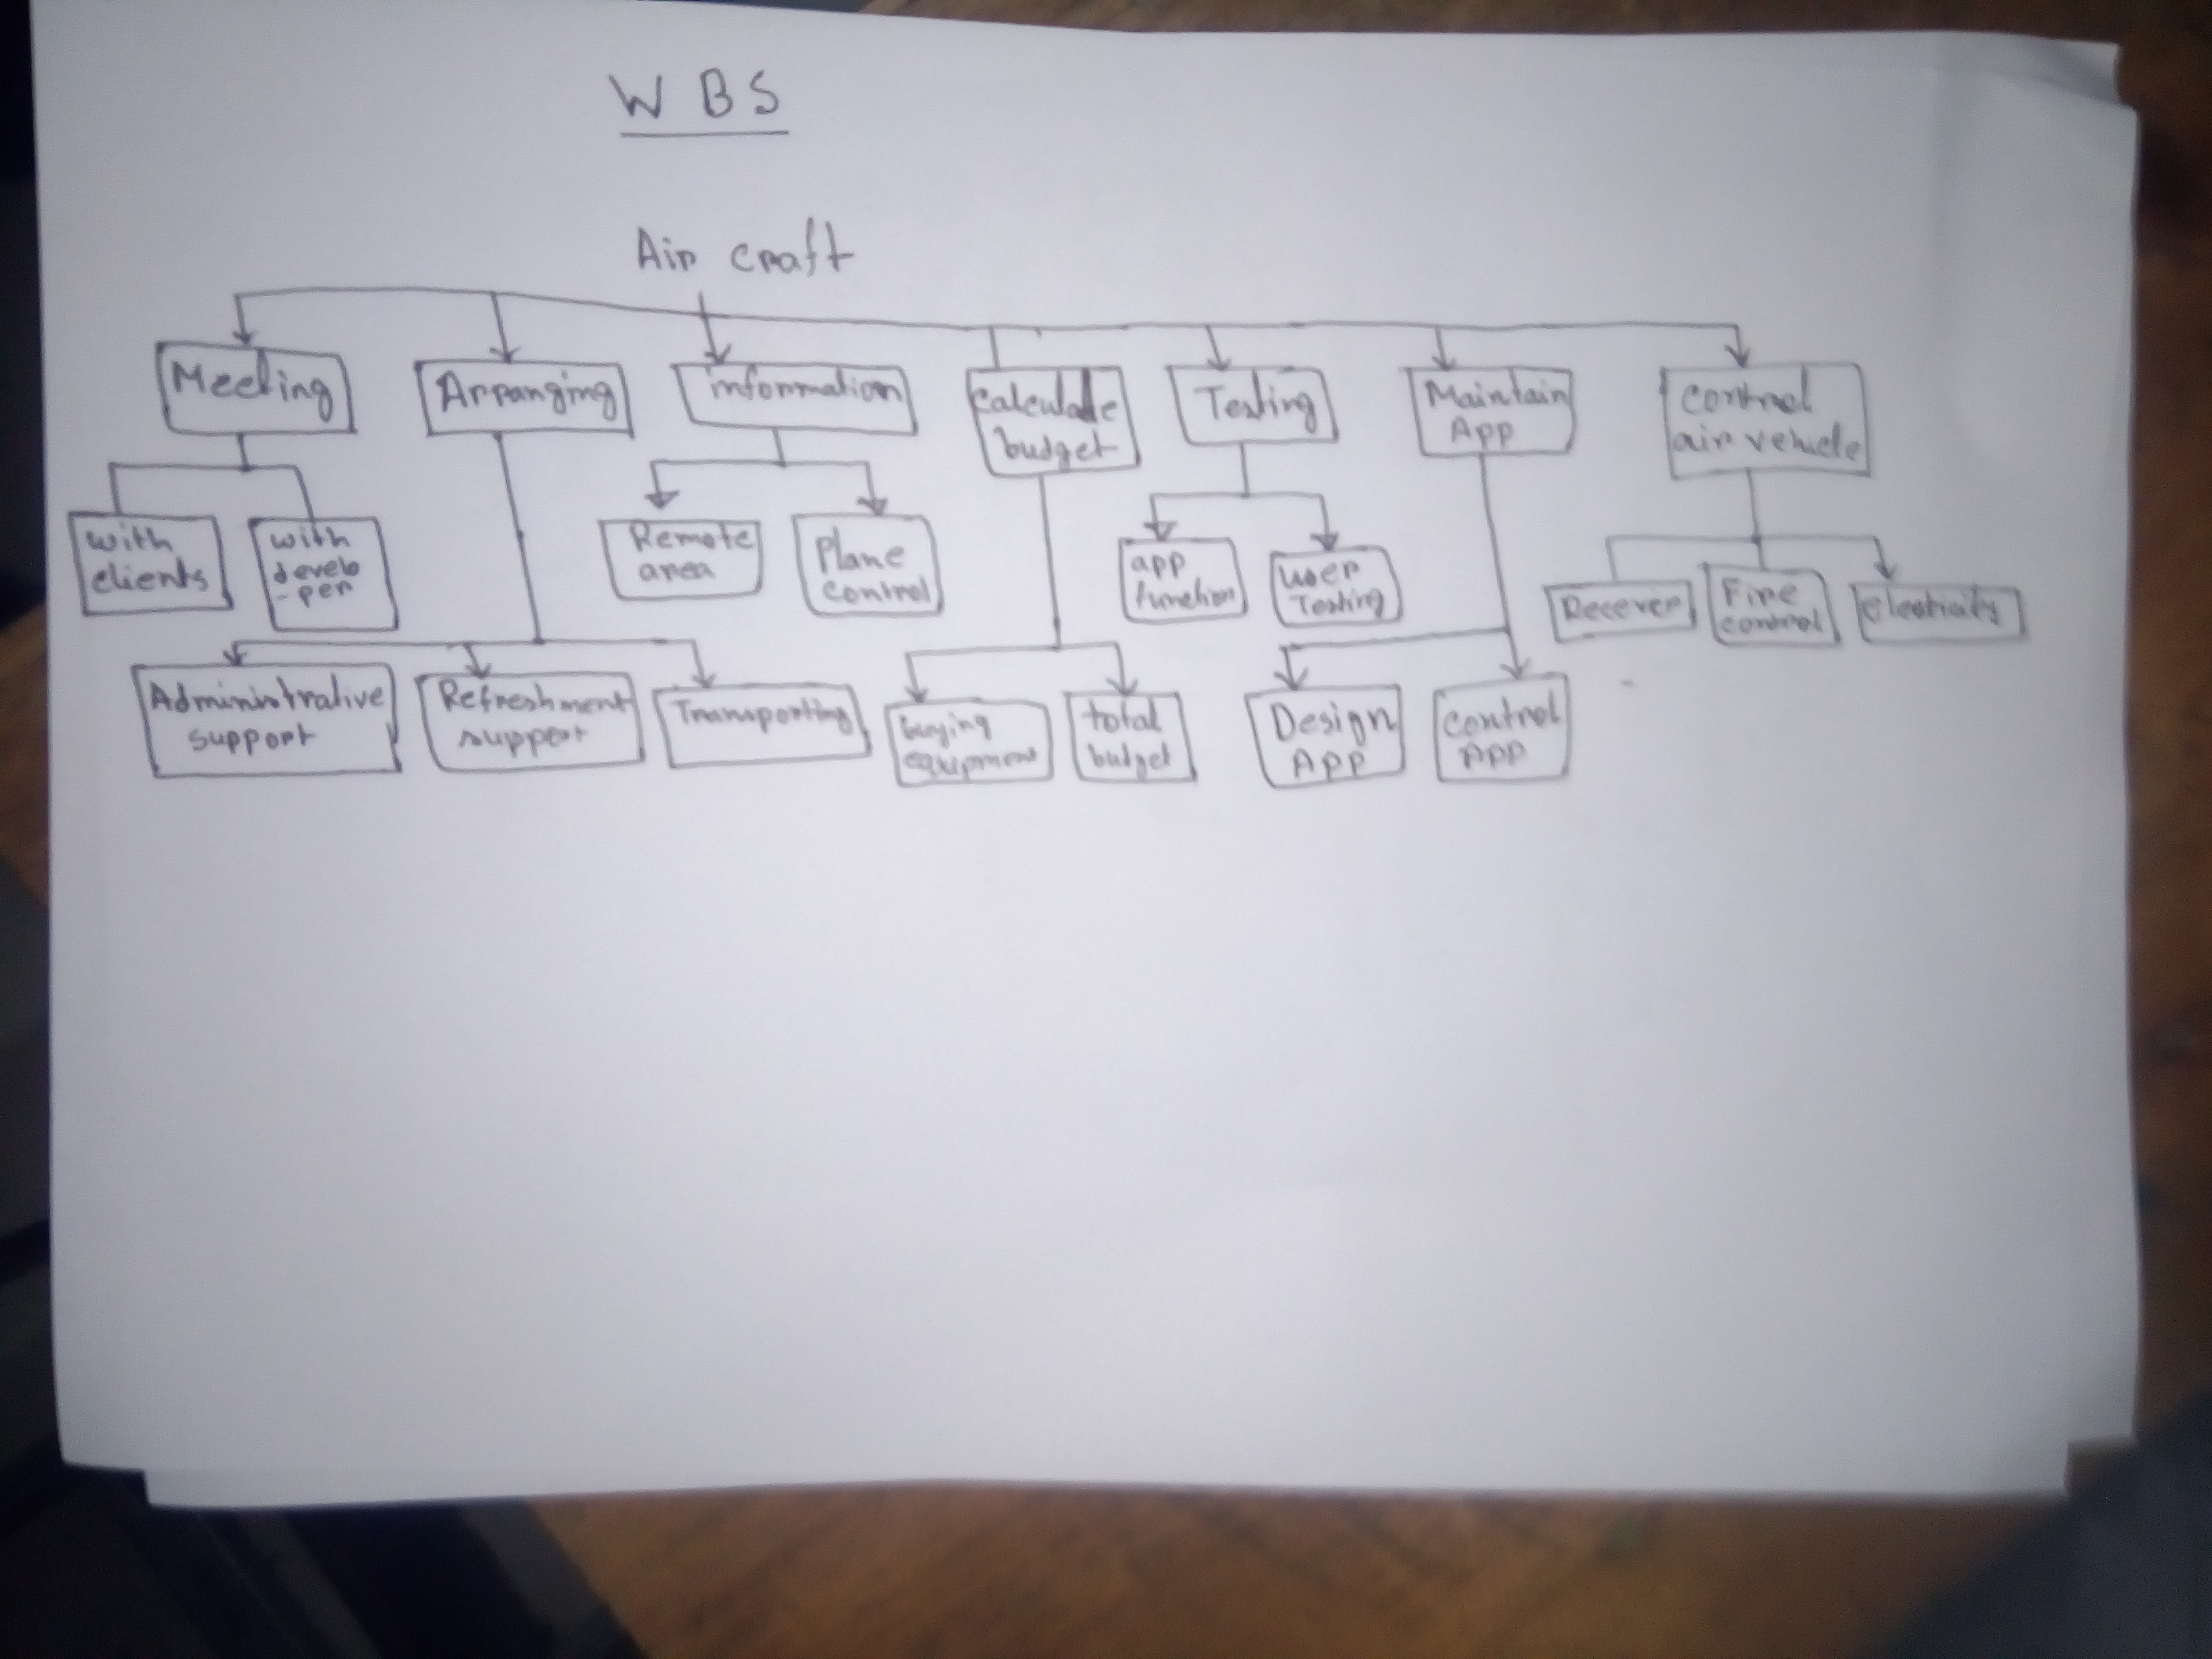 W B S
Air craft
Meeting
Arranging
information
calculate
budget
Testing
Maintain
App
control
air vehicle
with
clients
with
develo
-per
Remote
area
Plane
control
app
function
user
Testing
Recever
Fire
control
electricity
Administrative
support
Refreshment
support
Transporting
buying
equipment
total
budget
Design
App
control
App